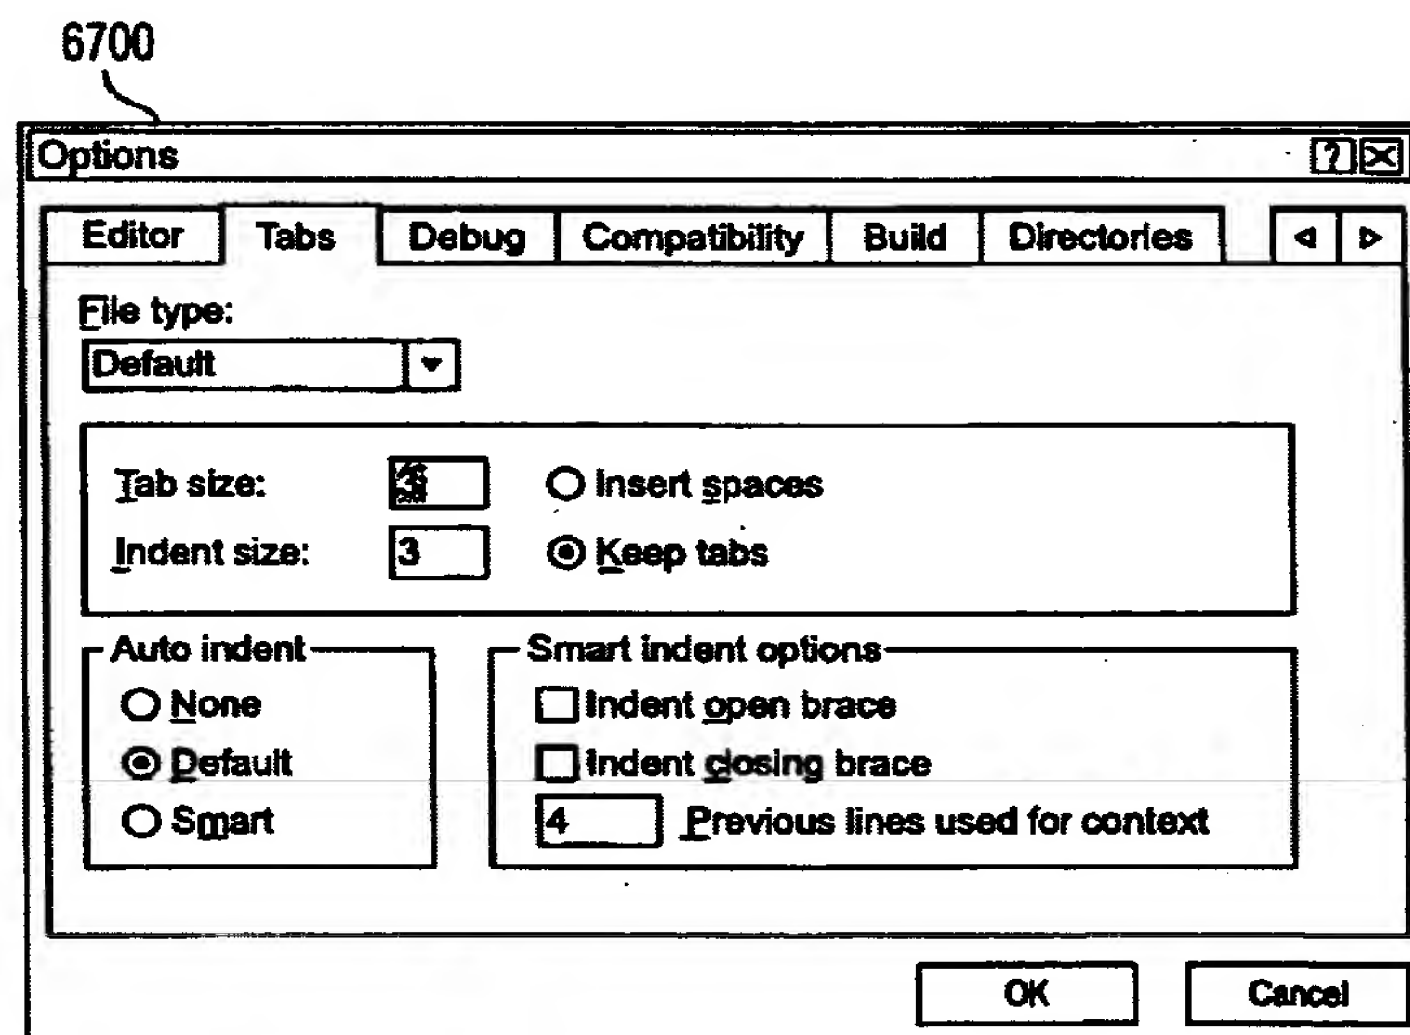 6700
Options ?
Editor Tabs Debug Compatibility Build Directories
File type:
Default
Tab size: 3 Insert spaces
Indent size: 3 Keep tabs
Auto indent Smart indent options
None Indent open brace
Default Indent closing brace
Smart 4 Previous lines used for context
OK Cancel